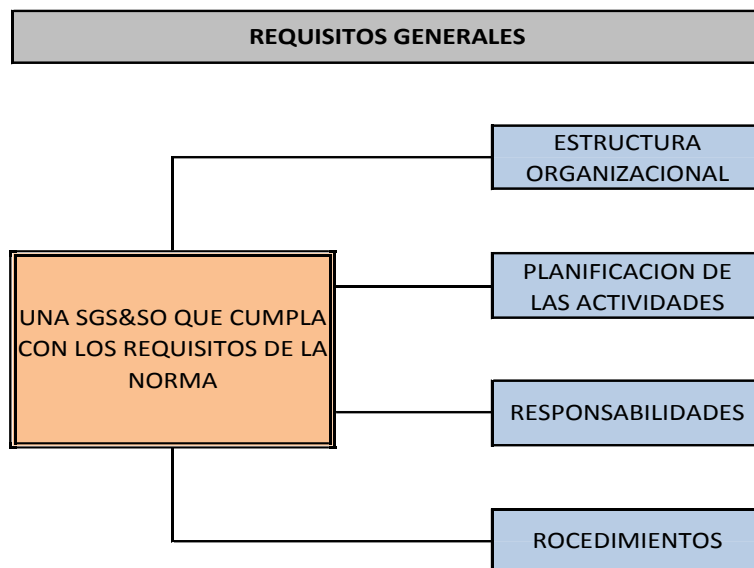 REQUISITOS GENERALES
ESTRUCTURA
ORGANIZACIONAL
PLANIFICACION DE
LAS ACTIVIDADES
UNA SGS&SO QUE CUMPLA
CON LOS REQUISITOS DE LA
NORMA
RESPONSABILIDADES
ROCEDIMIENTOS